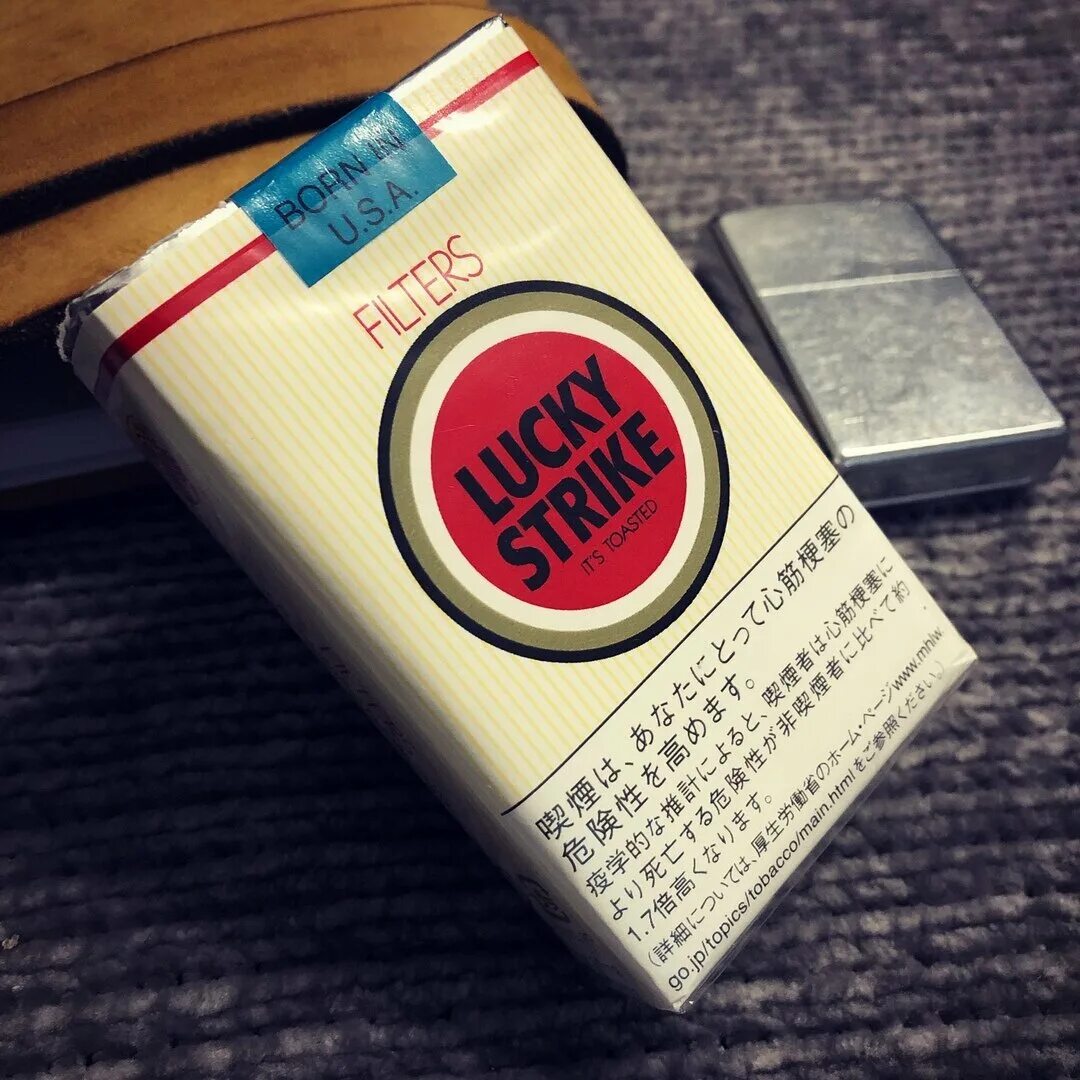 BORN IN
U.S.A.
FILTERS
LUCKY
STRIKE
IT'S TOASTED
喫煙は、あなたにとって心筋梗塞の
危険性を高めます。
疫学的な推計によると、喫煙者は心筋梗塞に
より死亡する危険性が非喫煙者に比べて約
1.7倍高くなります。
(詳細については、厚生労働省のホーム・ページwww.mhlw.
go.jp/topics/tobacco/main.htmlをご参照ください。)